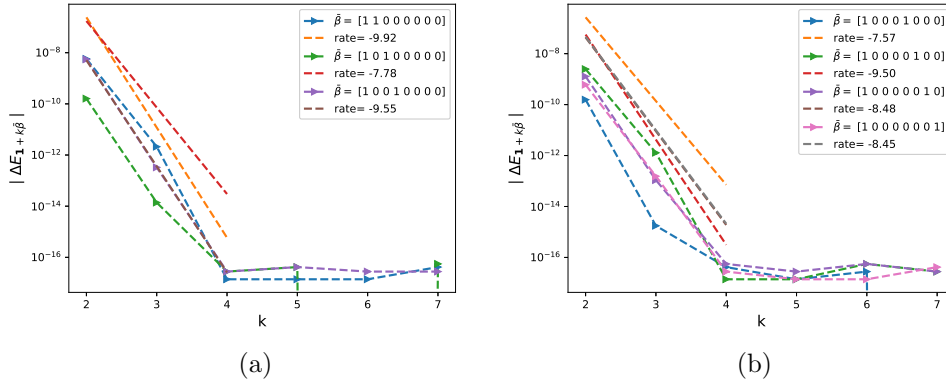 β̄ = [1 1 0 0 0 0 0 0]
rate= -9.92
β̄ = [1 0 1 0 0 0 0 0]
rate= -7.78
β̄ = [1 0 0 1 0 0 0 0]
rate= -9.55
10⁻⁸
10⁻¹⁰
10⁻¹²
10⁻¹⁴
10⁻¹⁶
| ΔE₁₊ₖᵦ̄ |
2 3 4 5 6 7
k
(a)
β̄ = [1 0 0 0 1 0 0 0]
rate= -7.57
β̄ = [1 0 0 0 0 1 0 0]
rate= -9.50
β̄ = [1 0 0 0 0 0 1 0]
rate= -8.48
β̄ = [1 0 0 0 0 0 0 1]
rate= -8.45
10⁻⁸
10⁻¹⁰
10⁻¹²
10⁻¹⁴
10⁻¹⁶
| ΔE₁₊ₖᵦ̄ |
2 3 4 5 6 7
k
(b)